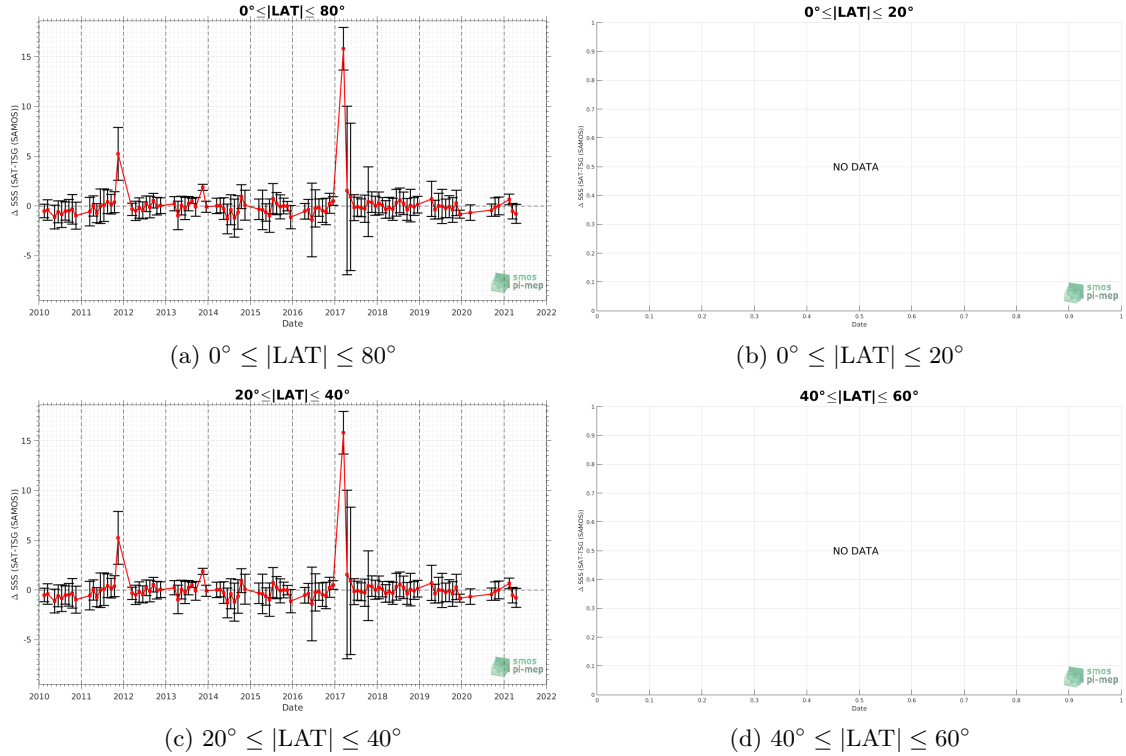 0°≤|LAT|≤ 80°
Δ SSS (SAT-TSG (SAMOS))
15
10
5
0
-5
2010 2011 2012 2013 2014 2015 2016 2017 2018 2019 2020 2021 2022
Date
smos
pi-mep
(a) 0° ≤ |LAT| ≤ 80°
0°≤|LAT|≤ 20°
Δ SSS (SAT-TSG (SAMOS))
1
0.9
0.8
0.7
0.6
0.5
0.4
0.3
0.2
0.1
0
NO DATA
0 0.1 0.2 0.3 0.4 0.5 0.6 0.7 0.8 0.9 1
Date
smos
pi-mep
(b) 0° ≤ |LAT| ≤ 20°
20°≤|LAT|≤ 40°
Δ SSS (SAT-TSG (SAMOS))
15
10
5
0
-5
2010 2011 2012 2013 2014 2015 2016 2017 2018 2019 2020 2021 2022
Date
smos
pi-mep
(c) 20° ≤ |LAT| ≤ 40°
40°≤|LAT|≤ 60°
Δ SSS (SAT-TSG (SAMOS))
1
0.9
0.8
0.7
0.6
0.5
0.4
0.3
0.2
0.1
0
NO DATA
0 0.1 0.2 0.3 0.4 0.5 0.6 0.7 0.8 0.9 1
Date
smos
pi-mep
(d) 40° ≤ |LAT| ≤ 60°